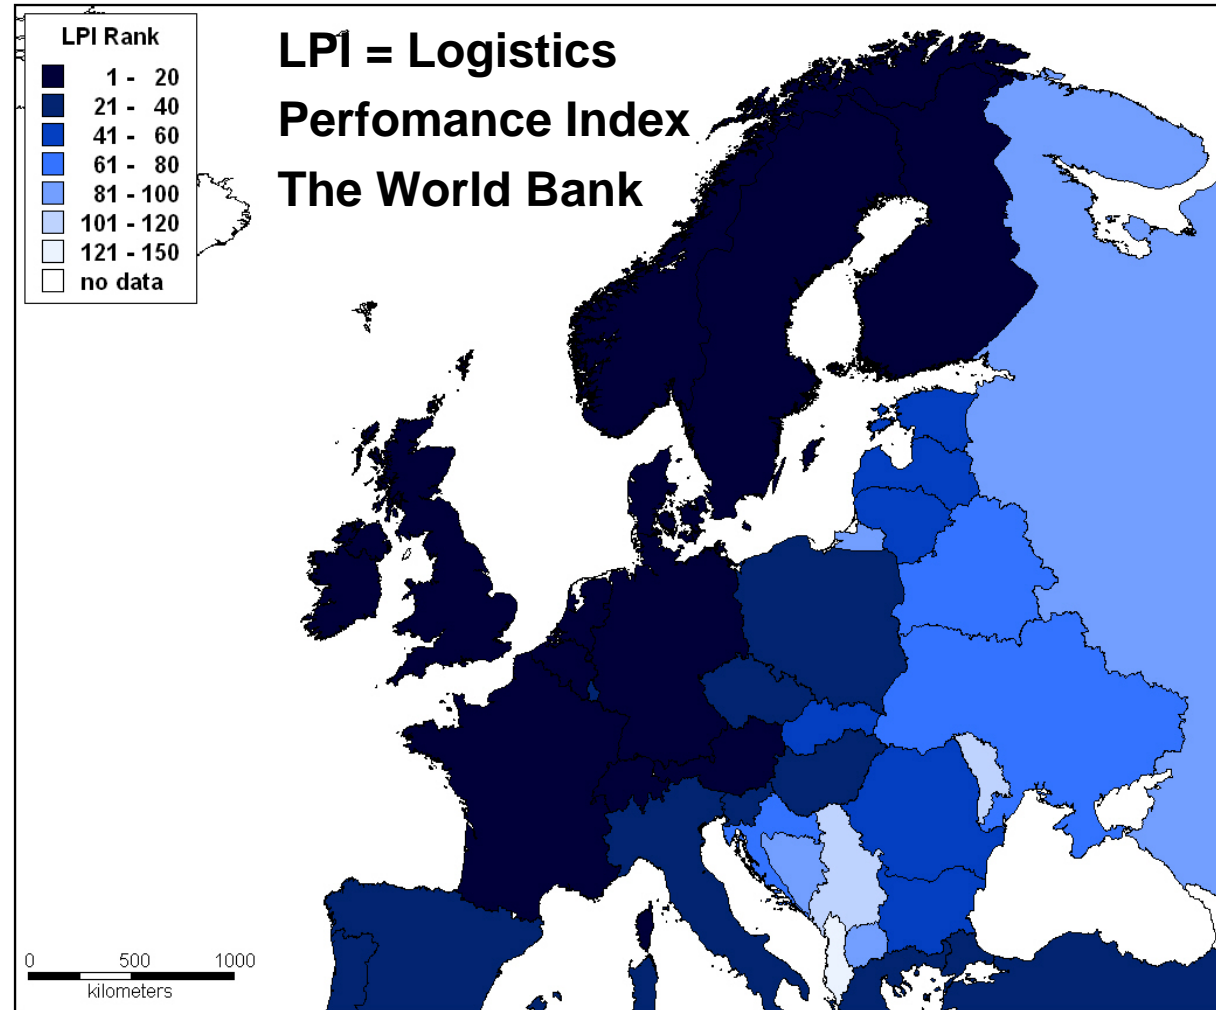 LPI Rank
1 - 20
21 - 40
41 - 60
61 - 80
81 - 100
101 - 120
121 - 150
no data
LPI = Logistics
Perfomance Index
The World Bank
0 500 1000
kilometers